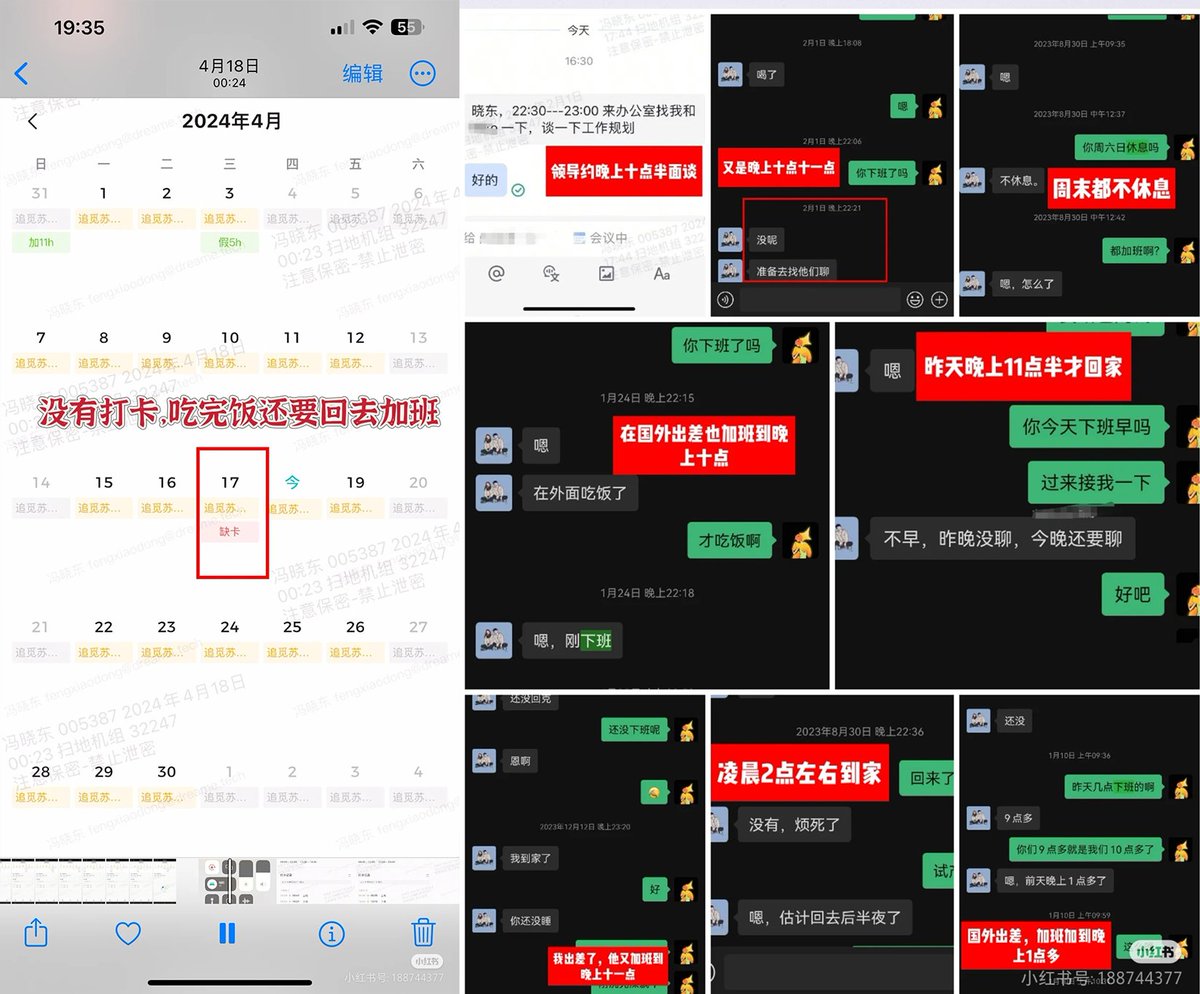 19:35
55
4月18日
00:24
编辑
2024年4月
日 一 二 三 四 五 六
31 1 2 3 4 5 6
追觅苏... 追觅苏... 追觅苏... 追觅苏... 追觅苏... 追觅苏... 追觅苏...
加11h 假5h
7 8 9 10 11 12 13
追觅苏... 追觅苏... 追觅苏... 追觅苏... 追觅苏... 追觅苏... 追觅苏...
没有打卡,吃完饭还要回去加班
14 15 16 17 今 19 20
追觅苏... 追觅苏... 追觅苏... 追觅苏... 追觅苏... 追觅苏... 追觅苏...
缺卡
21 22 23 24 25 26 27
追觅苏... 追觅苏... 追觅苏... 追觅苏... 追觅苏... 追觅苏... 追觅苏...
28 29 30 1 2 3 4
追觅苏... 追觅苏... 追觅苏... 追觅苏... 追觅苏... 追觅苏... 追觅苏...
冯晓东 005387 2024年4月18日
00:23 扫地机组 32247
注意保密-禁止泄密
小红书
小红书号: 188744377
今天
16:30
晓东，22:30---23:00 来办公室找我和
一下，谈一下工作规划
领导约晚上十点半面谈
好的
给
会议中
@
Aa
2月1日 晚上18:08
喝了
嗯
2月1日 晚上22:06
又是晚上十点十一点
你下班了吗
2月1日 晚上22:21
没呢
准备去找他们聊
2023年8月30日 上午09:35
嗯
2023年8月30日 中午12:37
你周六日休息吗
不休息。
周末都不休息
2023年8月30日 中午12:42
都加班啊?
嗯，怎么了
你下班了吗
1月24日 晚上22:15
嗯
在国外出差也加班到晚
上十点
在外面吃饭了
才吃饭啊
1月24日 晚上22:18
嗯，刚下班
嗯
昨天晚上11点半才回家
你今天下班早吗
过来接我一下
不早，昨晚没聊，今晚还要聊
好吧
还没下班呢
恩啊
2023年12月12日 晚上23:20
我到家了
好
你还没睡
我出差了，他又加班到
晚上十一点
2023年8月30日 晚上22:36
凌晨2点左右到家
回来了
没有，烦死了
试产
嗯，估计回去后半夜了
还没
1月10日 上午09:36
昨天几点下班的啊
9点多
你们9点多就是我们10点多了
嗯，前天晚上1点多了
1月10日 上午09:59
国外出差，加班加到晚
上1点多
小红书
小红书号: 188744377